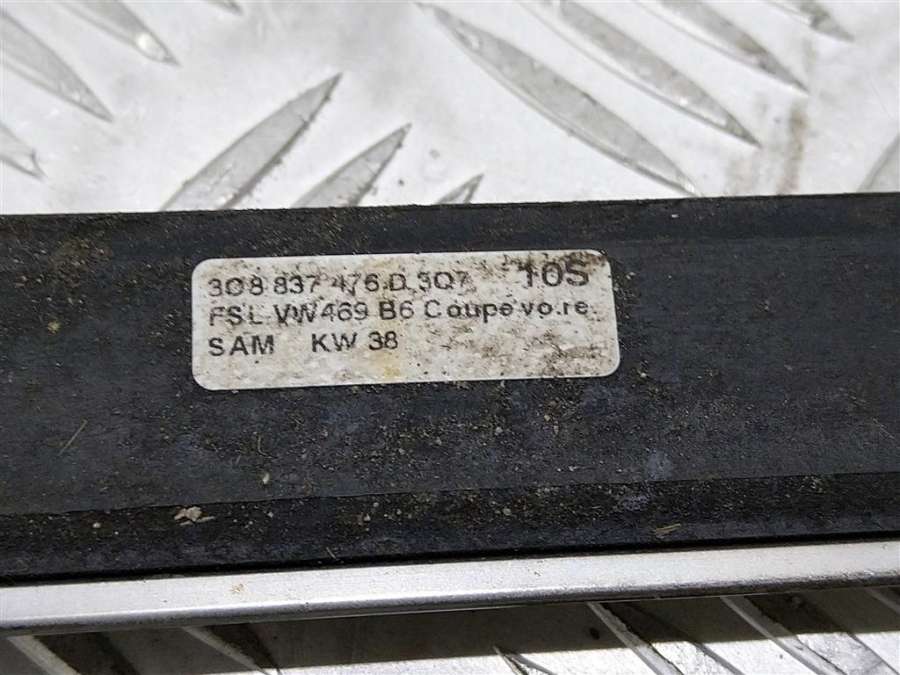 3C8 837 476 D 3Q7 10S
FSL VW469 B6 Coupe vo.re.
SAM KW 38